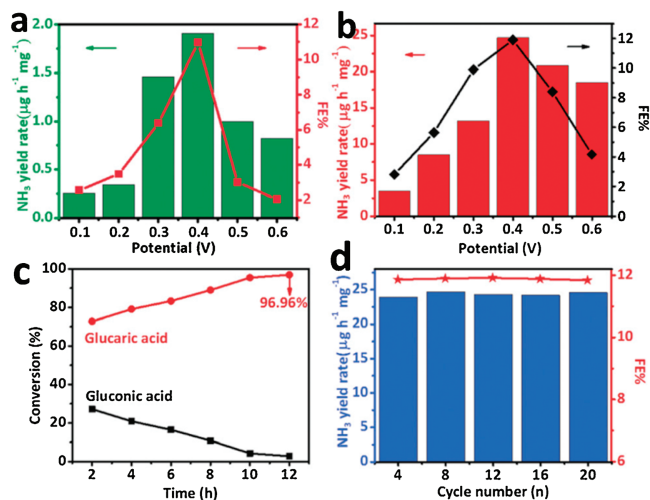 a
NH₃ yield rate(μg h⁻¹ mg⁻¹)
2.0
1.5
1.0
0.5
0.0
0.1 0.2 0.3 0.4 0.5 0.6
Potential (V)
12
10
8
6
4
2
FE%
b
NH₃ yield rate(μg h⁻¹ mg⁻¹)
25
20
15
10
5
0
0.1 0.2 0.3 0.4 0.5 0.6
Potential (V)
12
10
8
6
4
2
0
FE%
c
Conversion (%)
100
80
60
40
20
0
96.96%
Glucaric acid
Gluconic acid
2 4 6 8 10 12
Time (h)
d
NH₃ yield rate(μg h⁻¹ mg⁻¹)
25
20
15
10
5
0
4 8 12 16 20
Cycle number (n)
12
10
8
6
FE%